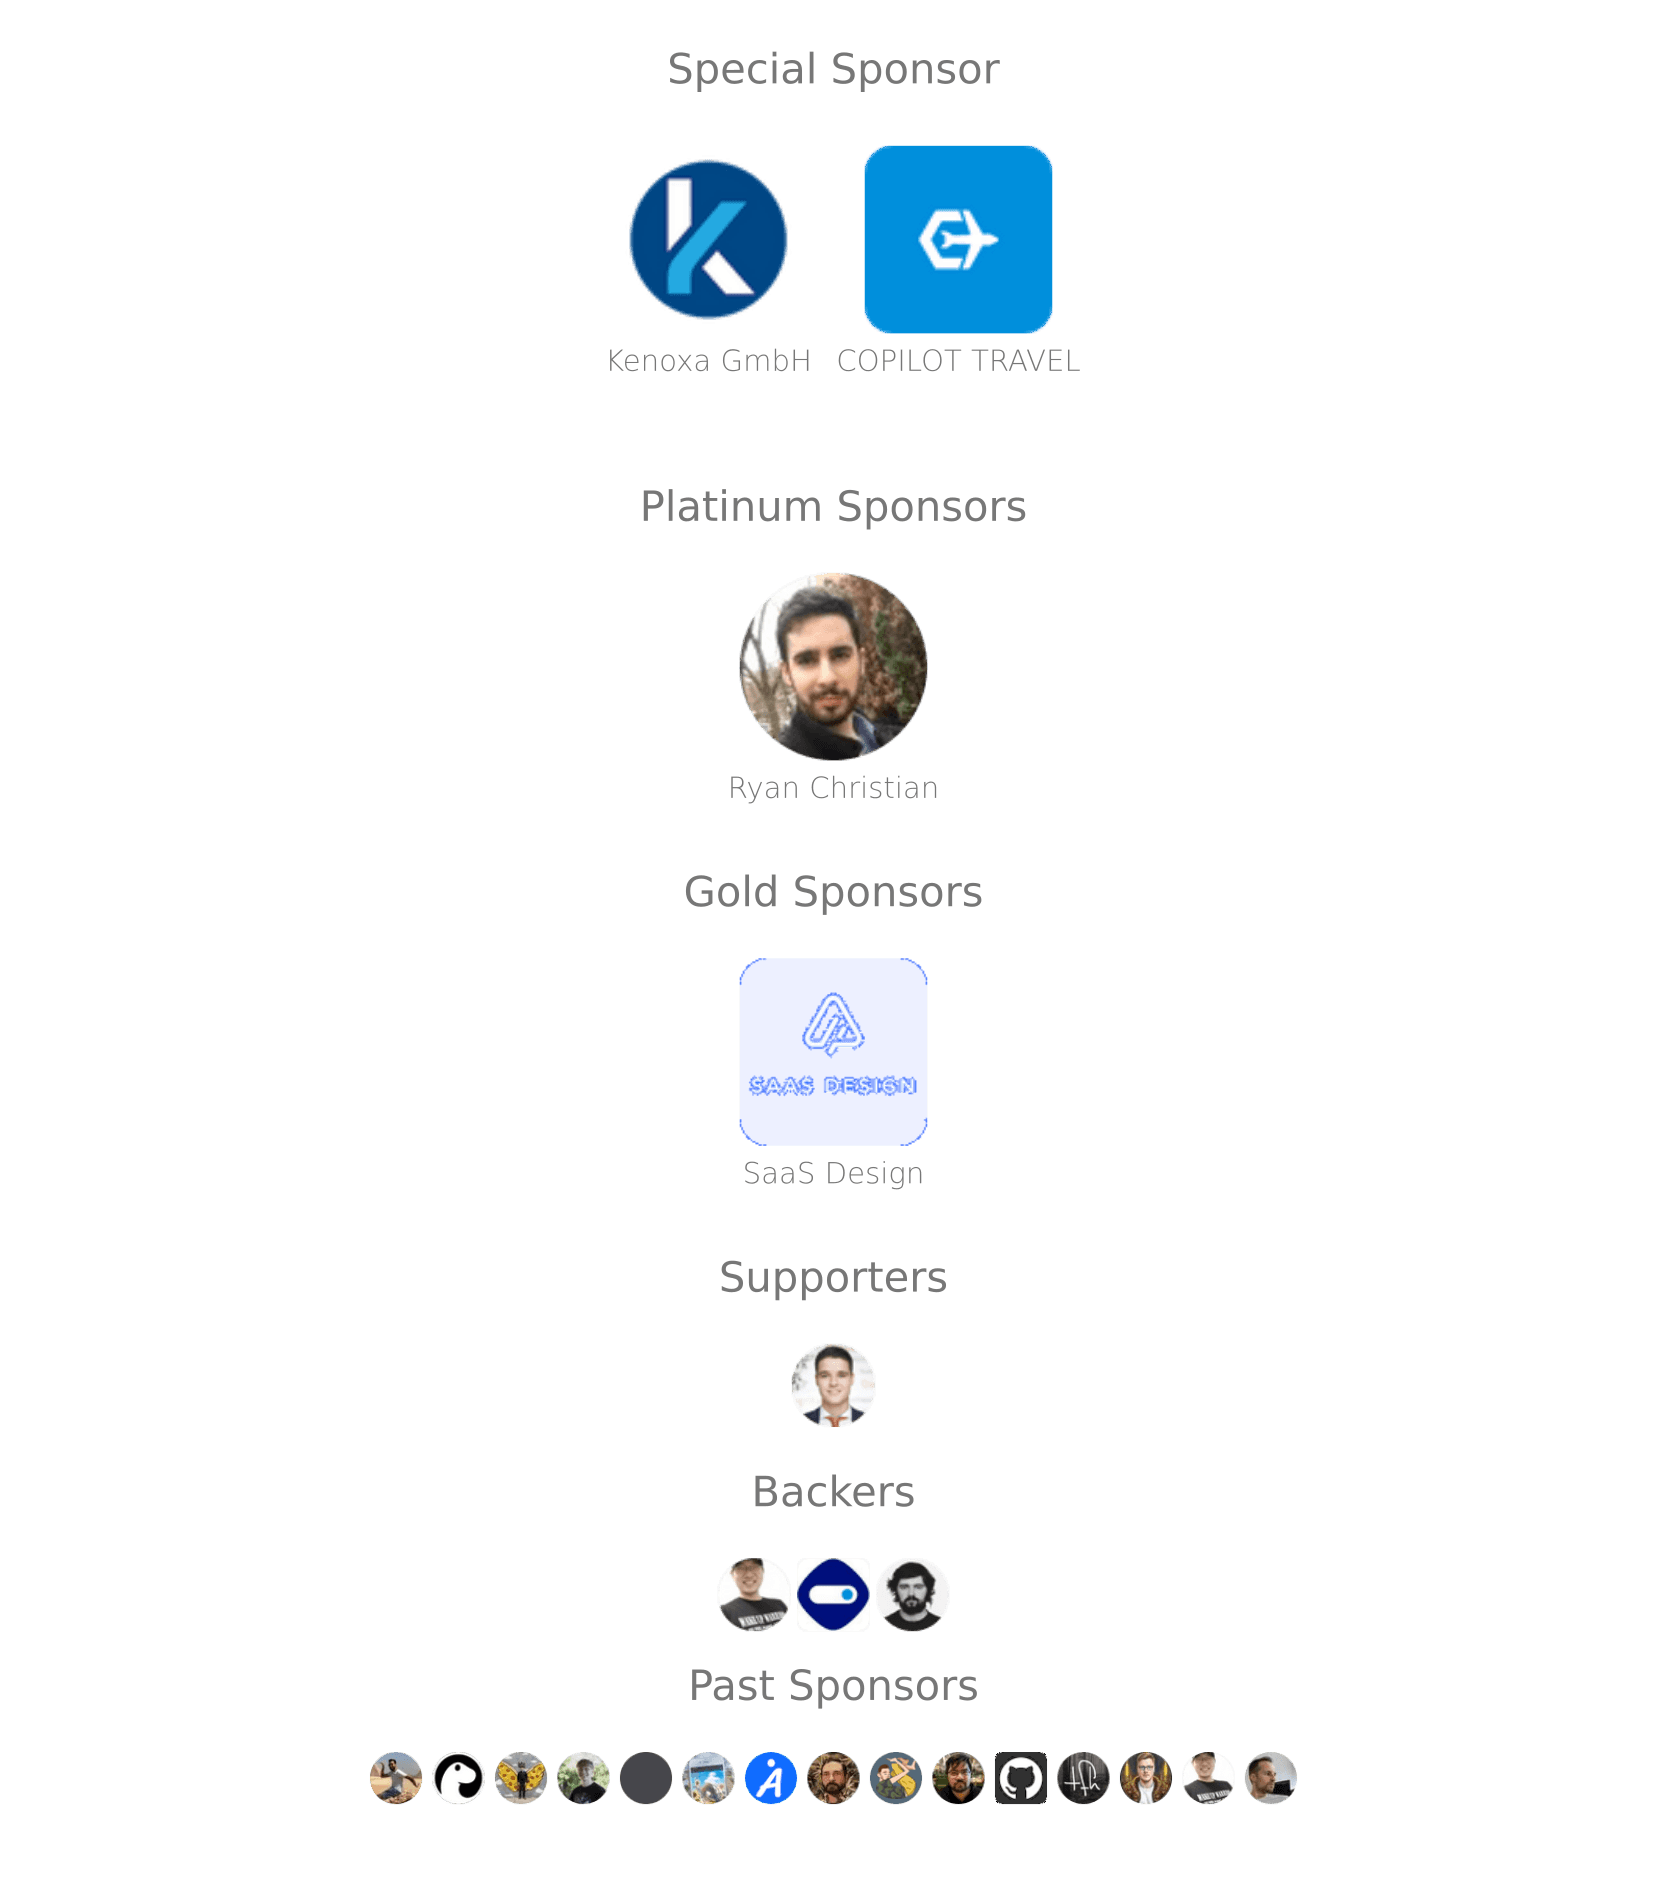 Special Sponsor
Kenoxa GmbH COPILOT TRAVEL
Platinum Sponsors
Ryan Christian
Gold Sponsors
SAAS DESIGN
SaaS Design
Supporters
Backers
Past Sponsors